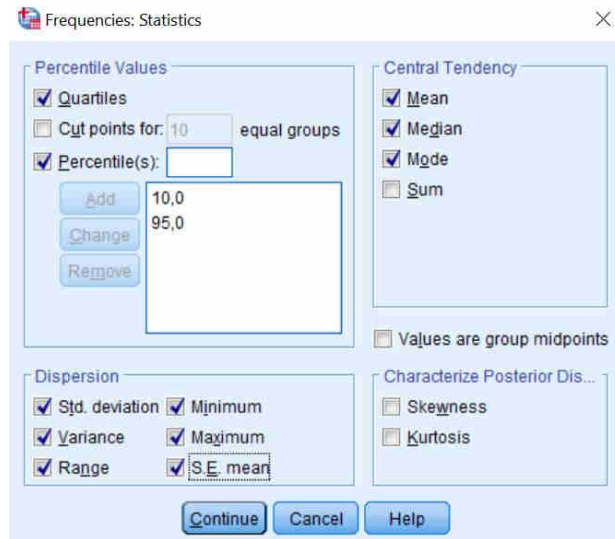 Frequencies: Statistics
Percentile Values
Quartiles
Cut points for: 10 equal groups
Percentile(s):
Add
Change
Remove
10,0
95,0
Central Tendency
Mean
Median
Mode
Sum
Values are group midpoints
Dispersion
Std. deviation Minimum
Variance Maximum
Range S.E. mean
Characterize Posterior Dis...
Skewness
Kurtosis
Continue Cancel Help